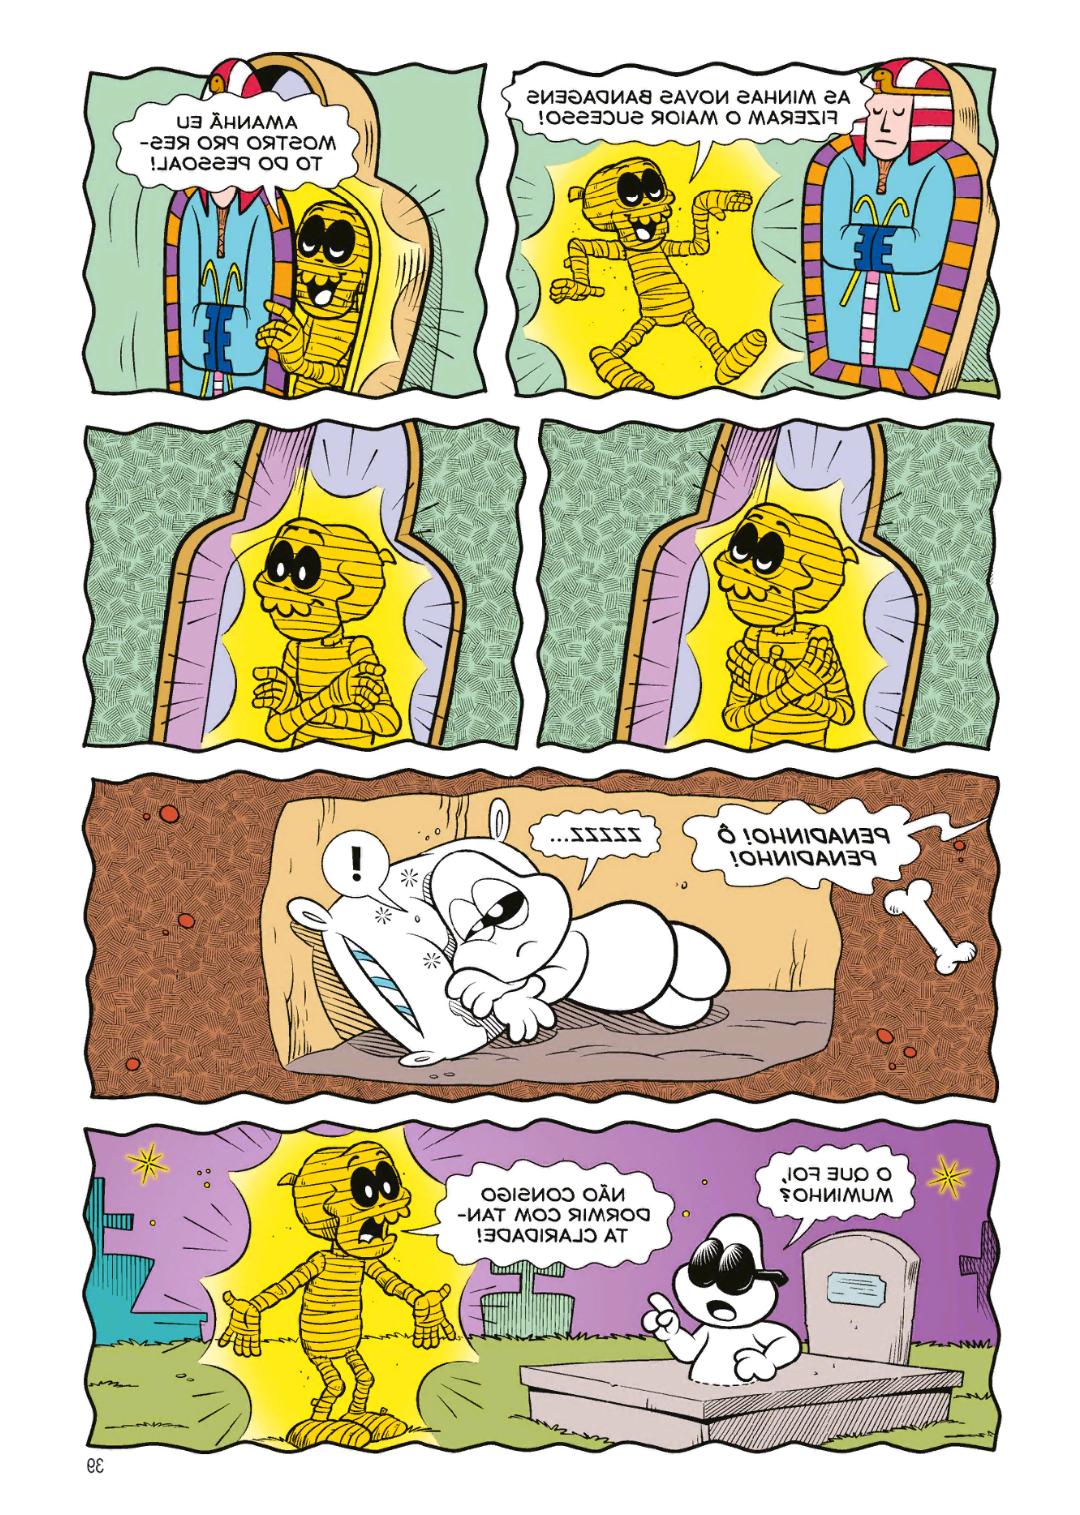 AS MINHAS NOVAS BANDAGENS
FIZERAM O MAIOR SUCESSO!
AMANHÃ EU
MOSTRO PRO RES-
TO DO PESSOAL!
PENADINHO! Ô
PENADINHO!
ZZZZZ...
!
O QUE FOI,
MUMINHO?
NÃO CONSIGO
DORMIR COM TAN-
TA CLARIDADE!
39